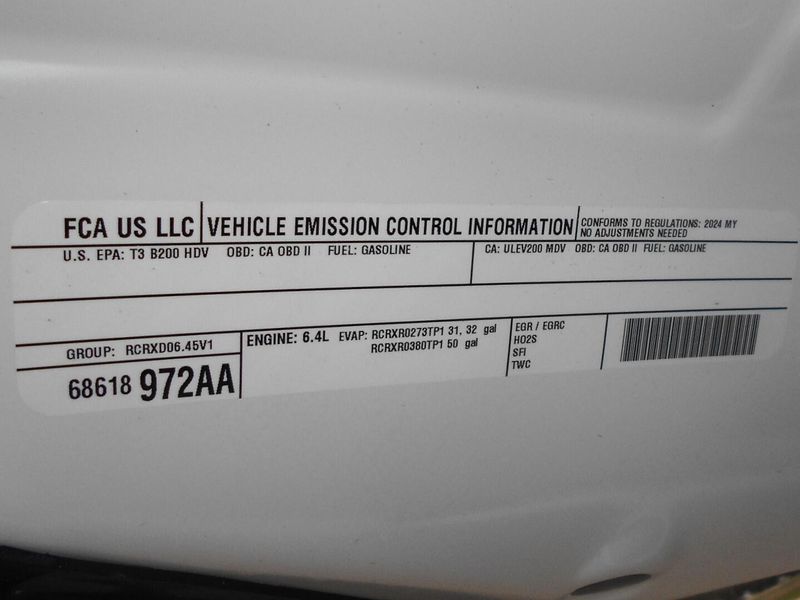 FCA US LLC VEHICLE EMISSION CONTROL INFORMATION CONFORMS TO REGULATIONS: 2024 MY
NO ADJUSTMENTS NEEDED
U.S. EPA: T3 B200 HDV OBD: CA OBD II FUEL: GASOLINE CA: ULEV200 MDV OBD: CA OBD II FUEL: GASOLINE
GROUP: RCRXD06.45V1
68618 972AA
ENGINE: 6.4L EVAP: RCRXR0273TP1 31, 32 gal
RCRXR0380TP1 50 gal
EGR / EGRC
HO2S
SFI
TWC